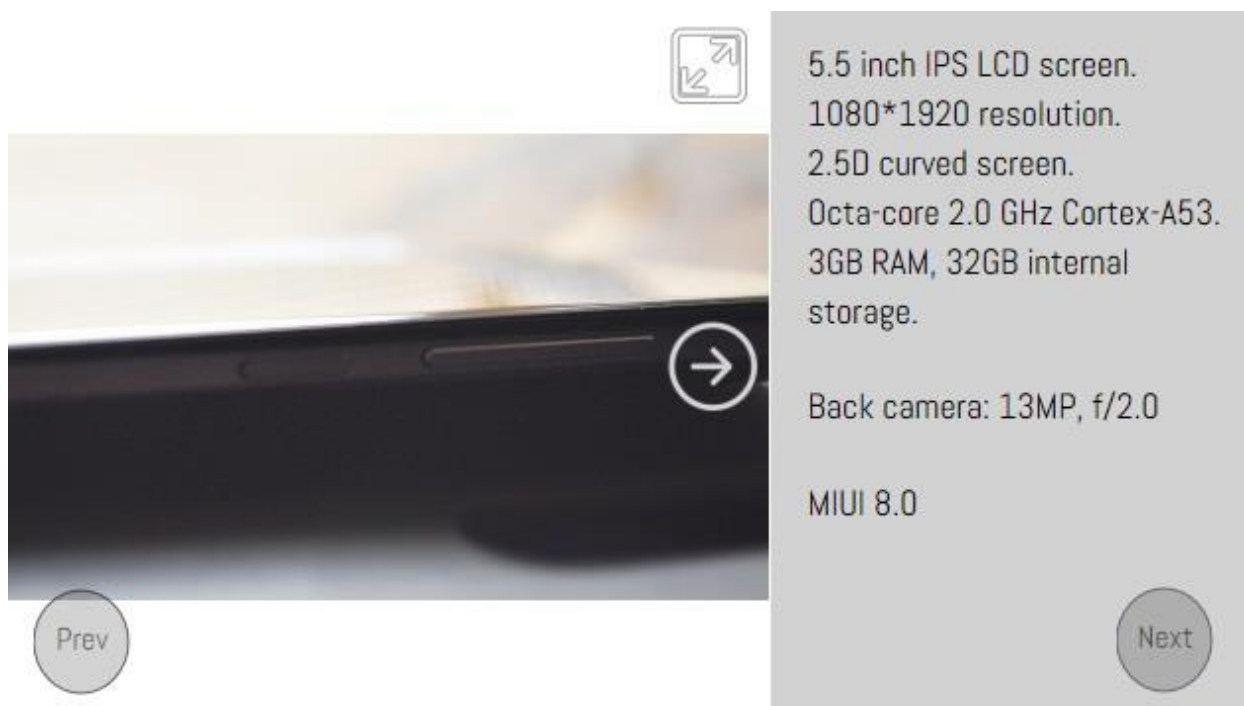 5.5 inch IPS LCD screen.
1080*1920 resolution.
2.5D curved screen.
Octa-core 2.0 GHz Cortex-A53.
3GB RAM, 32GB internal
storage.
Back camera: 13MP, f/2.0
MIUI 8.0
Prev
Next